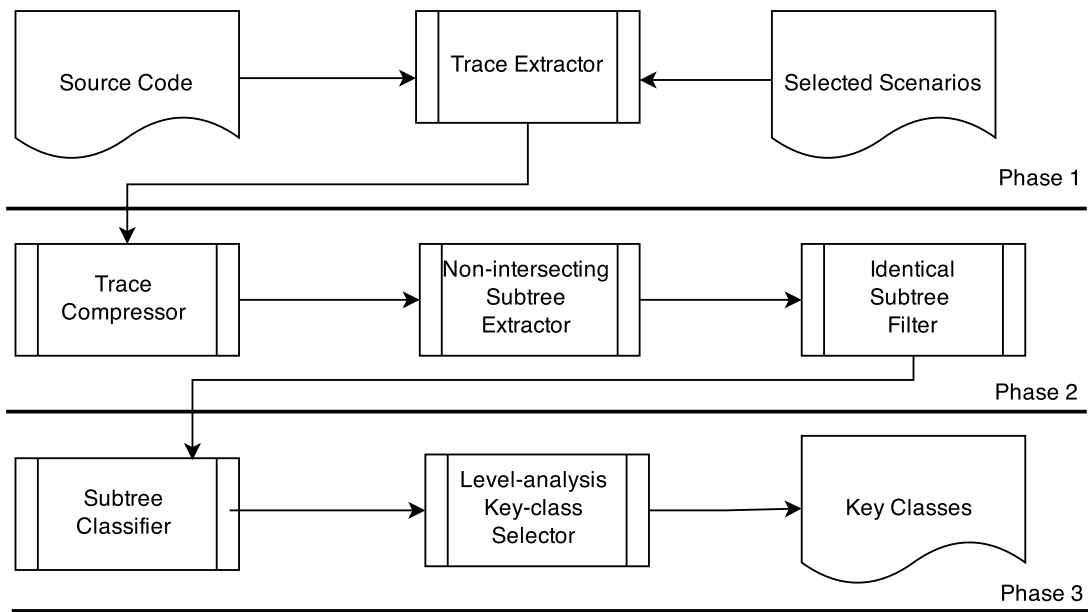 Source Code
Trace Extractor
Selected Scenarios
Phase 1
Trace
Compressor
Non-intersecting
Subtree
Extractor
Identical
Subtree
Filter
Phase 2
Subtree
Classifier
Level-analysis
Key-class
Selector
Key Classes
Phase 3